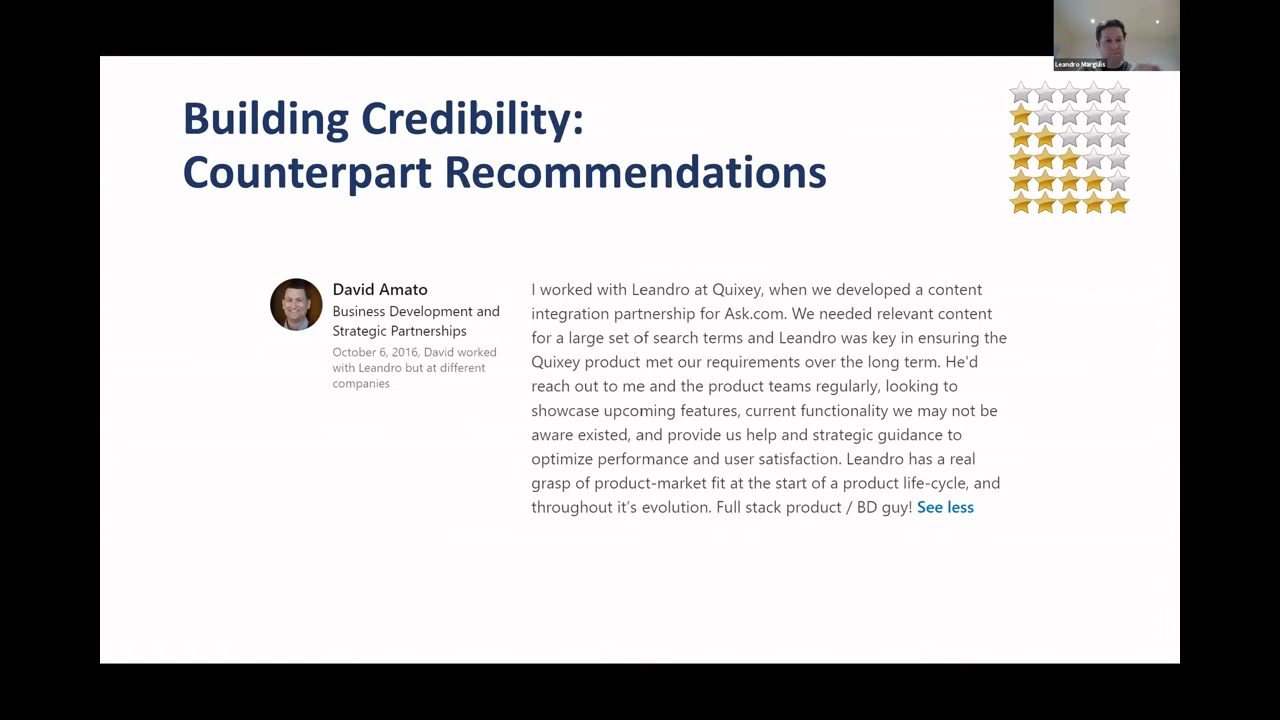 Leandro Margulis
Building Credibility:
Counterpart Recommendations
David Amato
Business Development and
Strategic Partnerships
October 6, 2016, David worked
with Leandro but at different
companies
I worked with Leandro at Quixey, when we developed a content
integration partnership for Ask.com. We needed relevant content
for a large set of search terms and Leandro was key in ensuring the
Quixey product met our requirements over the long term. He'd
reach out to me and the product teams regularly, looking to
showcase upcoming features, current functionality we may not be
aware existed, and provide us help and strategic guidance to
optimize performance and user satisfaction. Leandro has a real
grasp of product-market fit at the start of a product life-cycle, and
throughout it's evolution. Full stack product / BD guy! See less